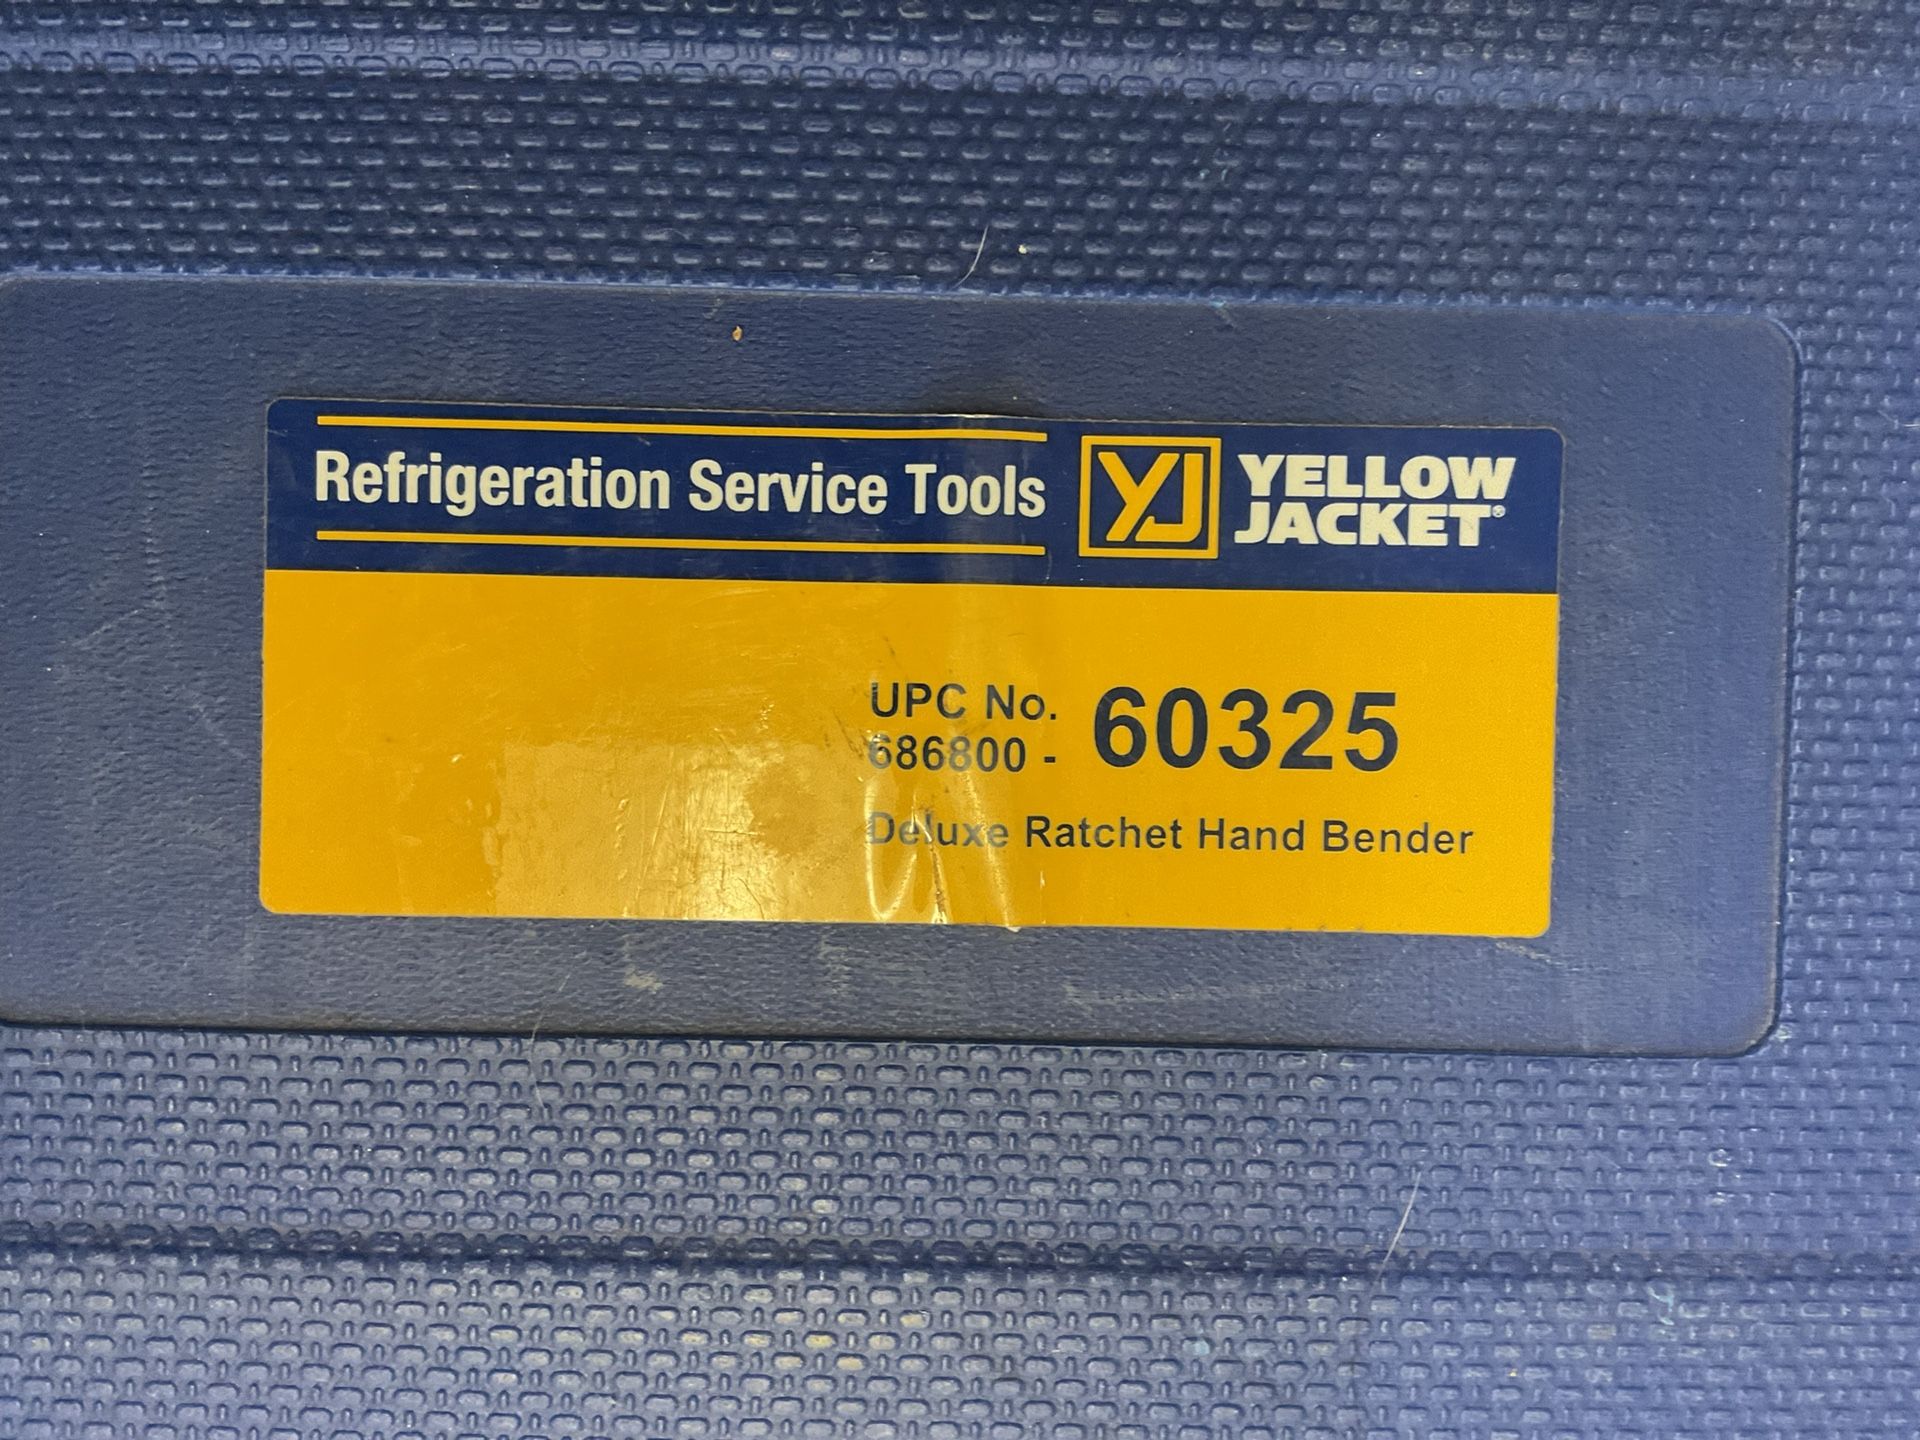 Refrigeration Service Tools
YJ
YELLOW
JACKET®
UPC No.
686800 - 60325
Deluxe Ratchet Hand Bender